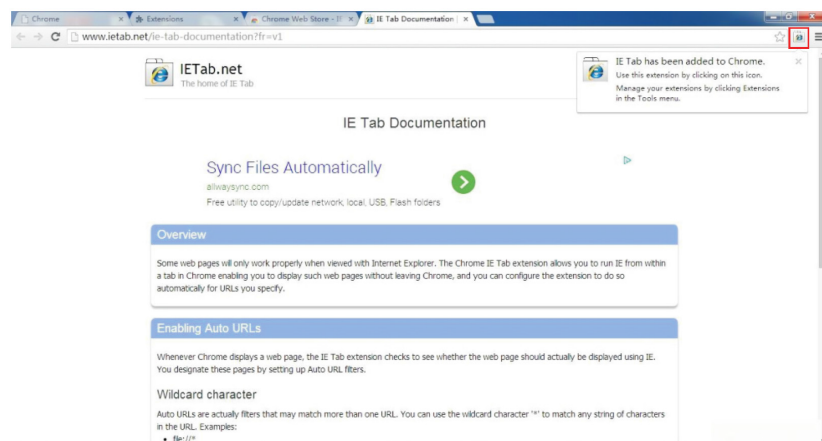 Chrome
Extensions
Chrome Web Store - II
IE Tab Documentation
www.ietab.net/ie-tab-documentation?fr=v1
IETab.net
The home of IE Tab
IE Tab has been added to Chrome.
Use this extension by clicking on this icon.
Manage your extensions by clicking Extensions
in the Tools menu.
IE Tab Documentation
Sync Files Automatically
allwaysync.com
Free utility to copy/update network, local, USB, Flash folders
Overview
Some web pages will only work properly when viewed with Internet Explorer. The Chrome IE Tab extension allows you to run IE from within
a tab in Chrome enabling you to display such web pages without leaving Chrome, and you can configure the extension to do so
automatically for URLs you specify.
Enabling Auto URLs
Whenever Chrome displays a web page, the IE Tab extension checks to see whether the web page should actually be displayed using IE.
You designate these pages by setting up Auto URL filters.
Wildcard character
Auto URLs are actually filters that may match more than one URL. You can use the wildcard character '*' to match any string of characters
in the URL. Examples:
• file://*